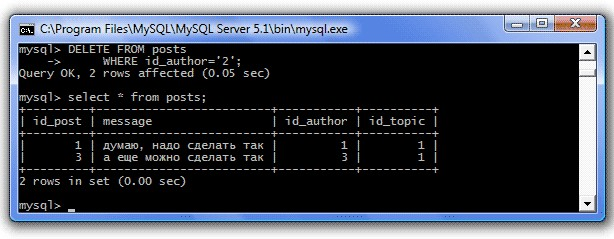 C:\Program Files\MySQL\MySQL Server 5.1\bin\mysql.exe
mysql> DELETE FROM posts
    ->     WHERE id_author='2';
Query OK, 2 rows affected (0.05 sec)
mysql> select * from posts;
+---------+--------------------------+-----------+----------+
| id_post | message                  | id_author | id_topic |
+---------+--------------------------+-----------+----------+
|       1 | думаю, надо сделать так  |         1 |        1 |
|       3 | а еще можно сделать так  |         3 |        1 |
+---------+--------------------------+-----------+----------+
2 rows in set (0.00 sec)
mysql> _